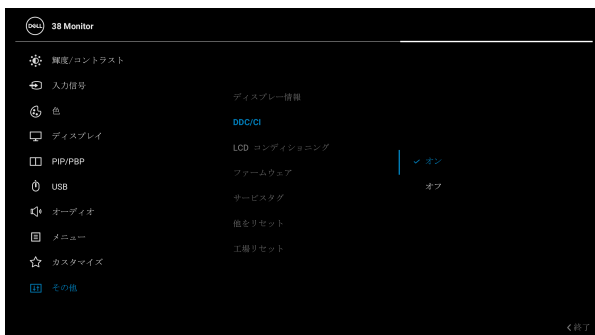 DELL 38 Monitor
輝度/コントラスト
入力信号
色
ディスプレイ
PIP/PBP
USB
オーディオ
メニュー
カスタマイズ
その他
ディスプレー情報
DDC/CI
LCD コンディショニング
ファームウェア
サービスタグ
他をリセット
工場リセット
オン
オフ
終了